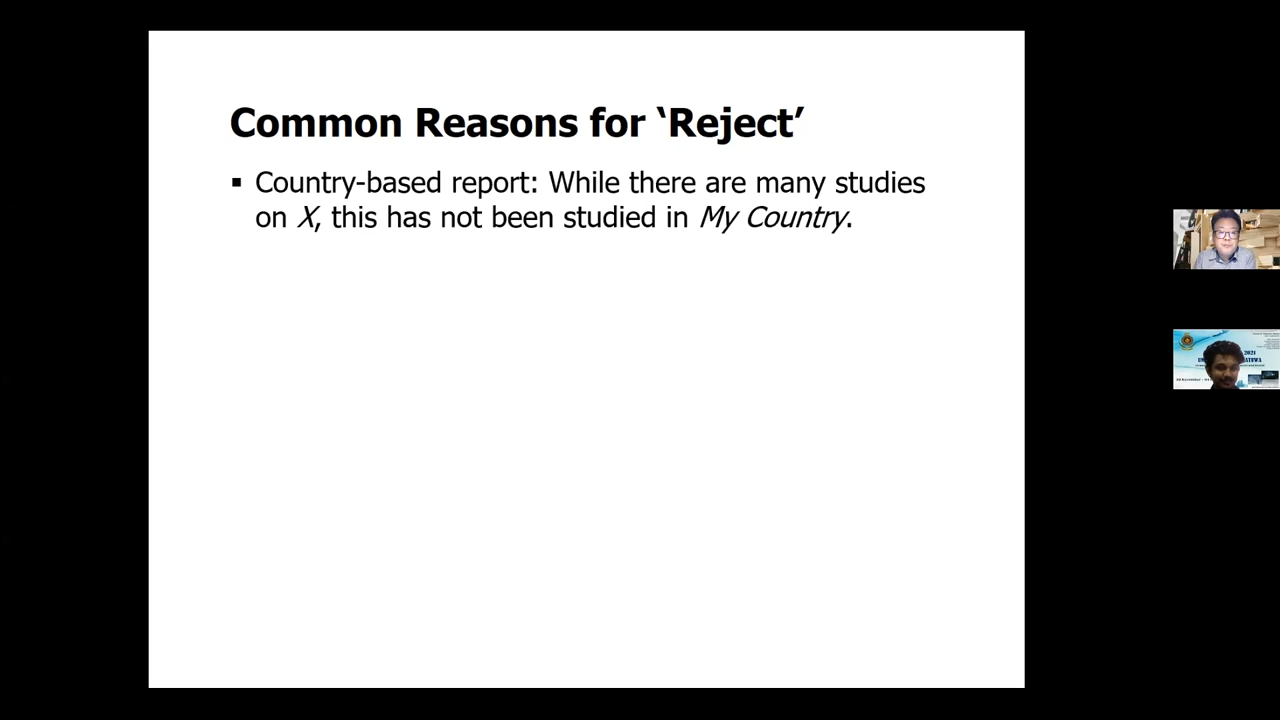 Common Reasons for ‘Reject’
▪ Country-based report: While there are many studies
on X, this has not been studied in My Country.
2021